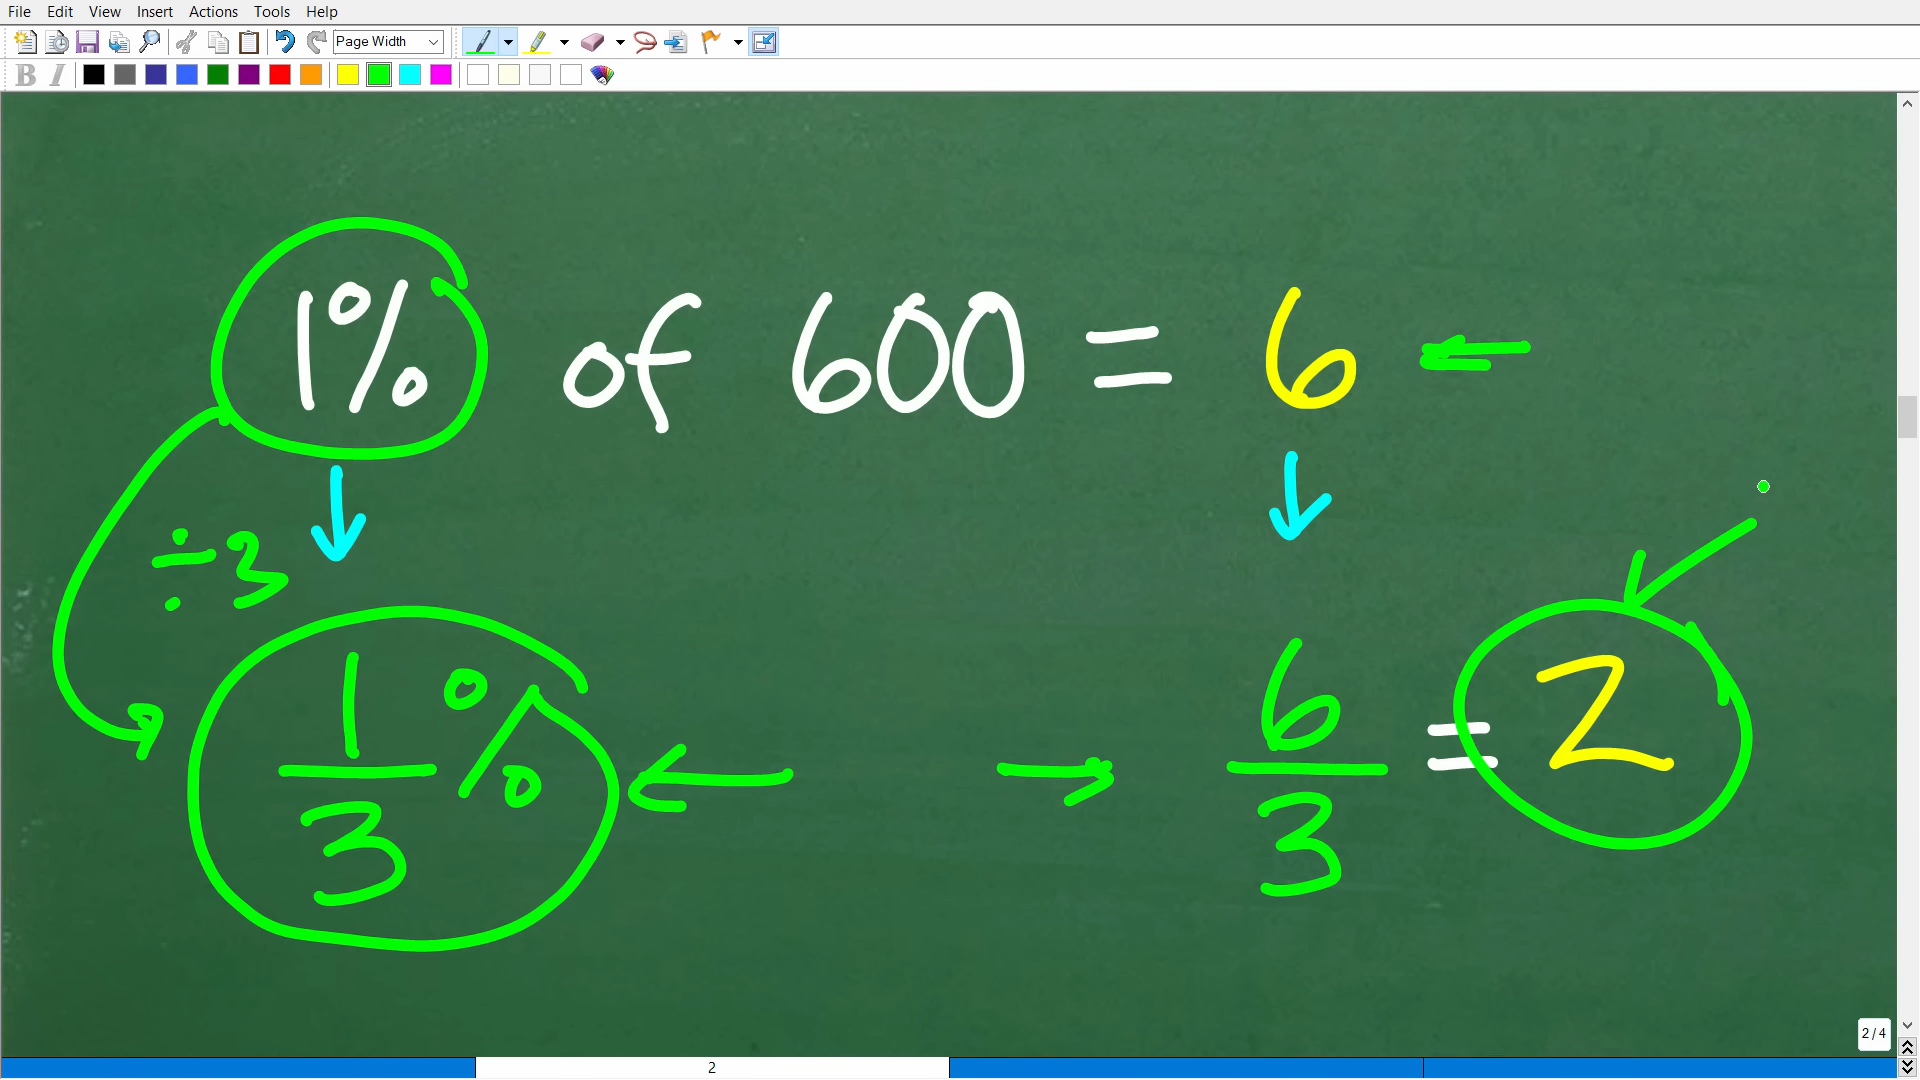 File Edit View Insert Actions Tools Help
Page Width
B I
1% of 600 = 6
÷3
1/3 % 6/3 = 2
2 / 4
2